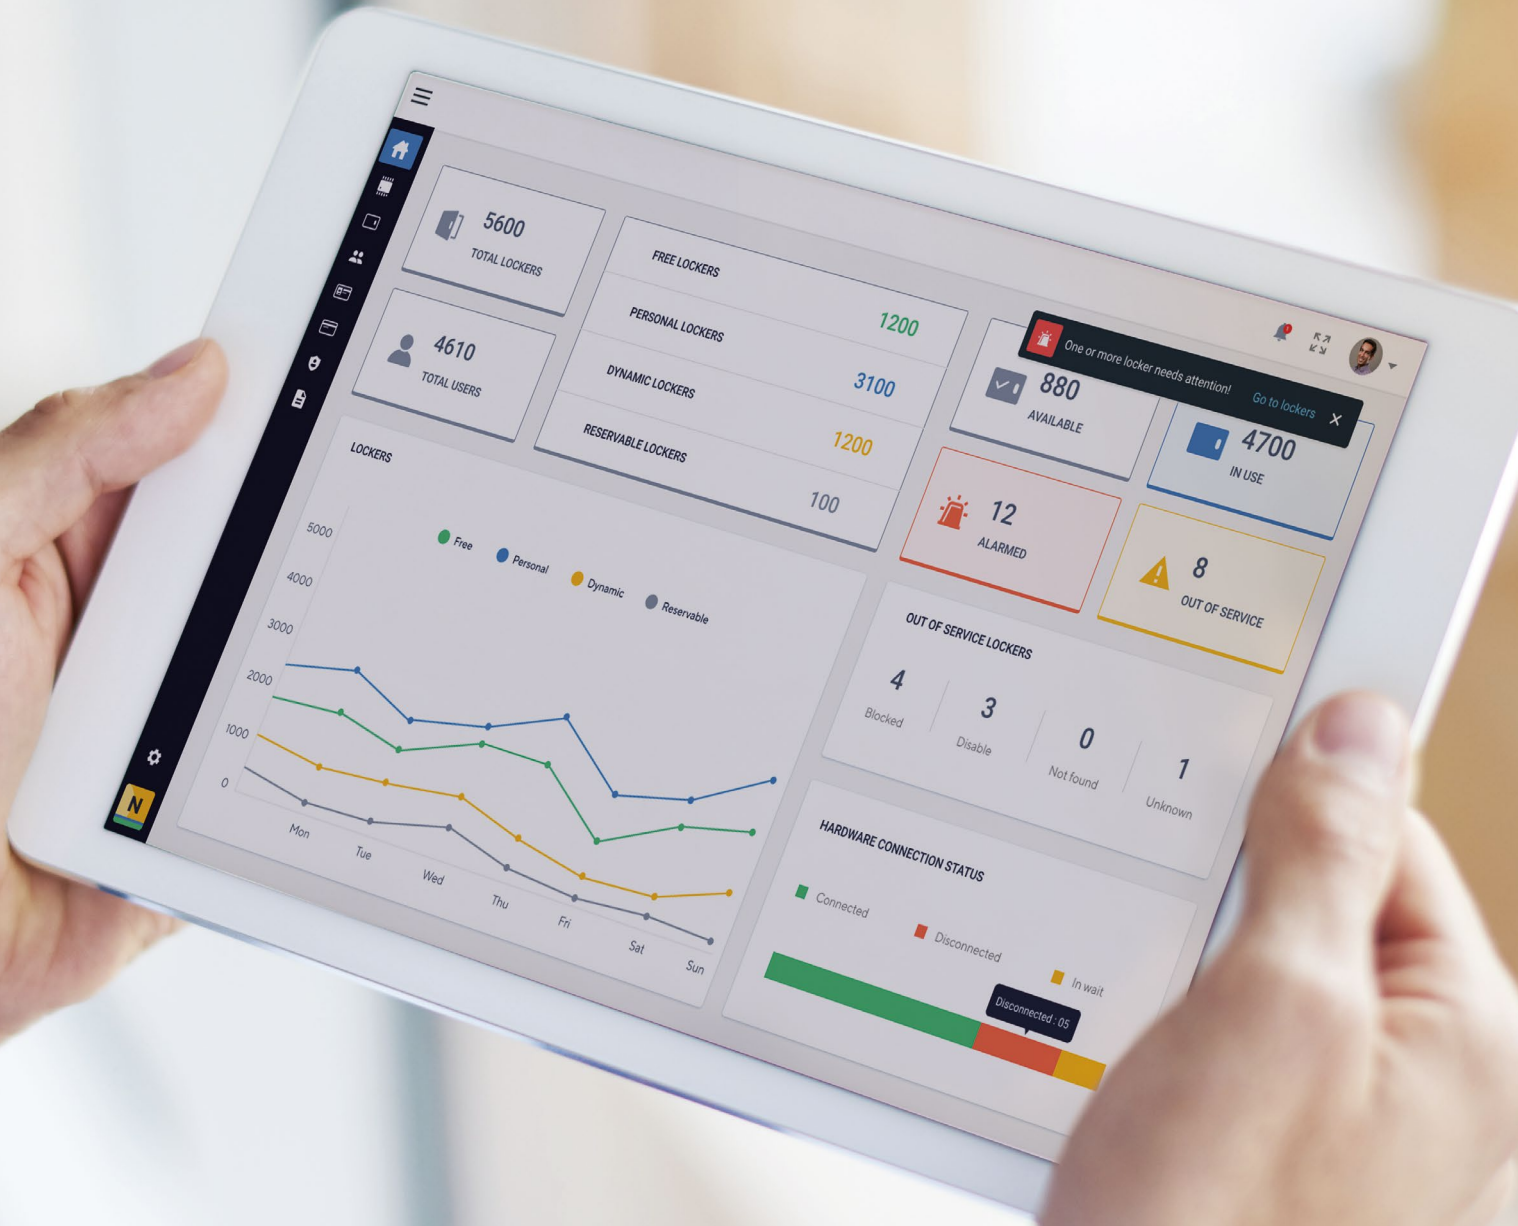 5600
TOTAL LOCKERS
4610
TOTAL USERS
FREE LOCKERS 1200
PERSONAL LOCKERS 3100
DYNAMIC LOCKERS 1200
RESERVABLE LOCKERS 100
One or more locker needs attention! Go to lockers
880
AVAILABLE
4700
IN USE
12
ALARMED
8
OUT OF SERVICE
LOCKERS
Free Personal Dynamic Reservable
5000
4000
3000
2000
1000
0
Mon Tue Wed Thu Fri Sat Sun
OUT OF SERVICE LOCKERS
4 3 0 1
Blocked Disable Not found Unknown
HARDWARE CONNECTION STATUS
Connected Disconnected In wait
Disconnected : 05
N